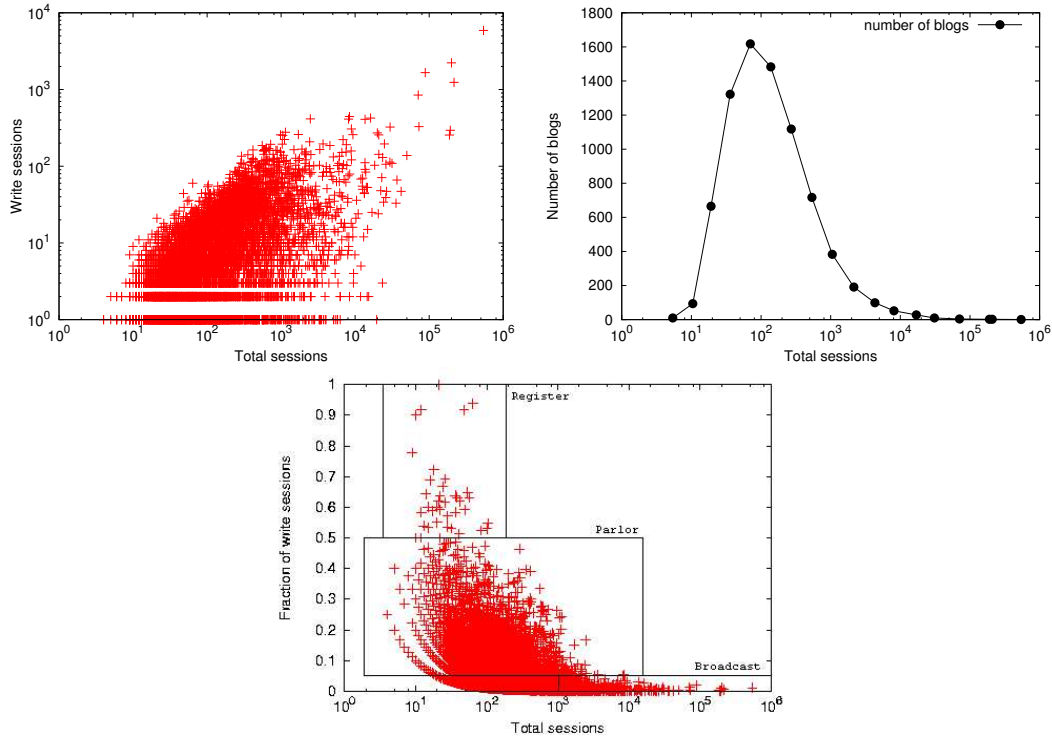 10^4
10^3
10^2
10^1
10^0
Write sessions
10^0 10^1 10^2 10^3 10^4 10^5 10^6
Total sessions
1800
1600
1400
1200
1000
800
600
400
200
0
Number of blogs
number of blogs
10^0 10^1 10^2 10^3 10^4 10^5 10^6
Total sessions
1
0.9
0.8
0.7
0.6
0.5
0.4
0.3
0.2
0.1
0
Fraction of write sessions
Register
Parlor
Broadcast
10^0 10^1 10^2 10^3 10^4 10^5 10^6
Total sessions